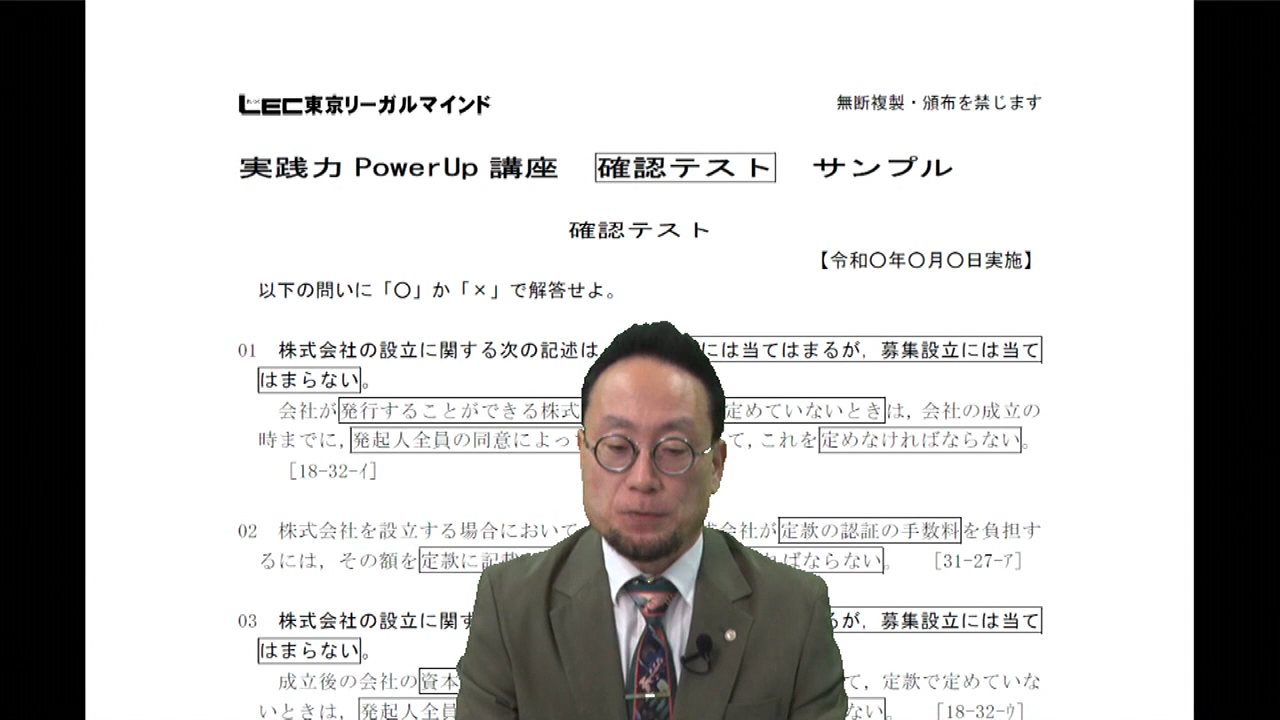 LEC東京リーガルマインド 無断複製・頒布を禁じます
実践力 PowerUp 講座 確認テスト サンプル
確認テスト
【令和〇年〇月〇日実施】
以下の問いに「〇」か「×」で解答せよ。
01 株式会社の設立に関する次の記述は には当てはまるが，募集設立には当て
はまらない。
会社が発行することができる株式 定めていないときは，会社の成立の
時までに，発起人全員の同意によっ て，これを定めなければならない。
[18-32-ｲ]
02 株式会社を設立する場合において 会社が定款の認証の手数料を負担す
るには，その額を定款に記載 ればならない。 [31-27-ｱ]
03 株式会社の設立に関す るが，募集設立には当て
はまらない。
成立後の会社の資本 て，定款で定めていな
いときは，発起人全員 ない。 [18-32-ｳ]